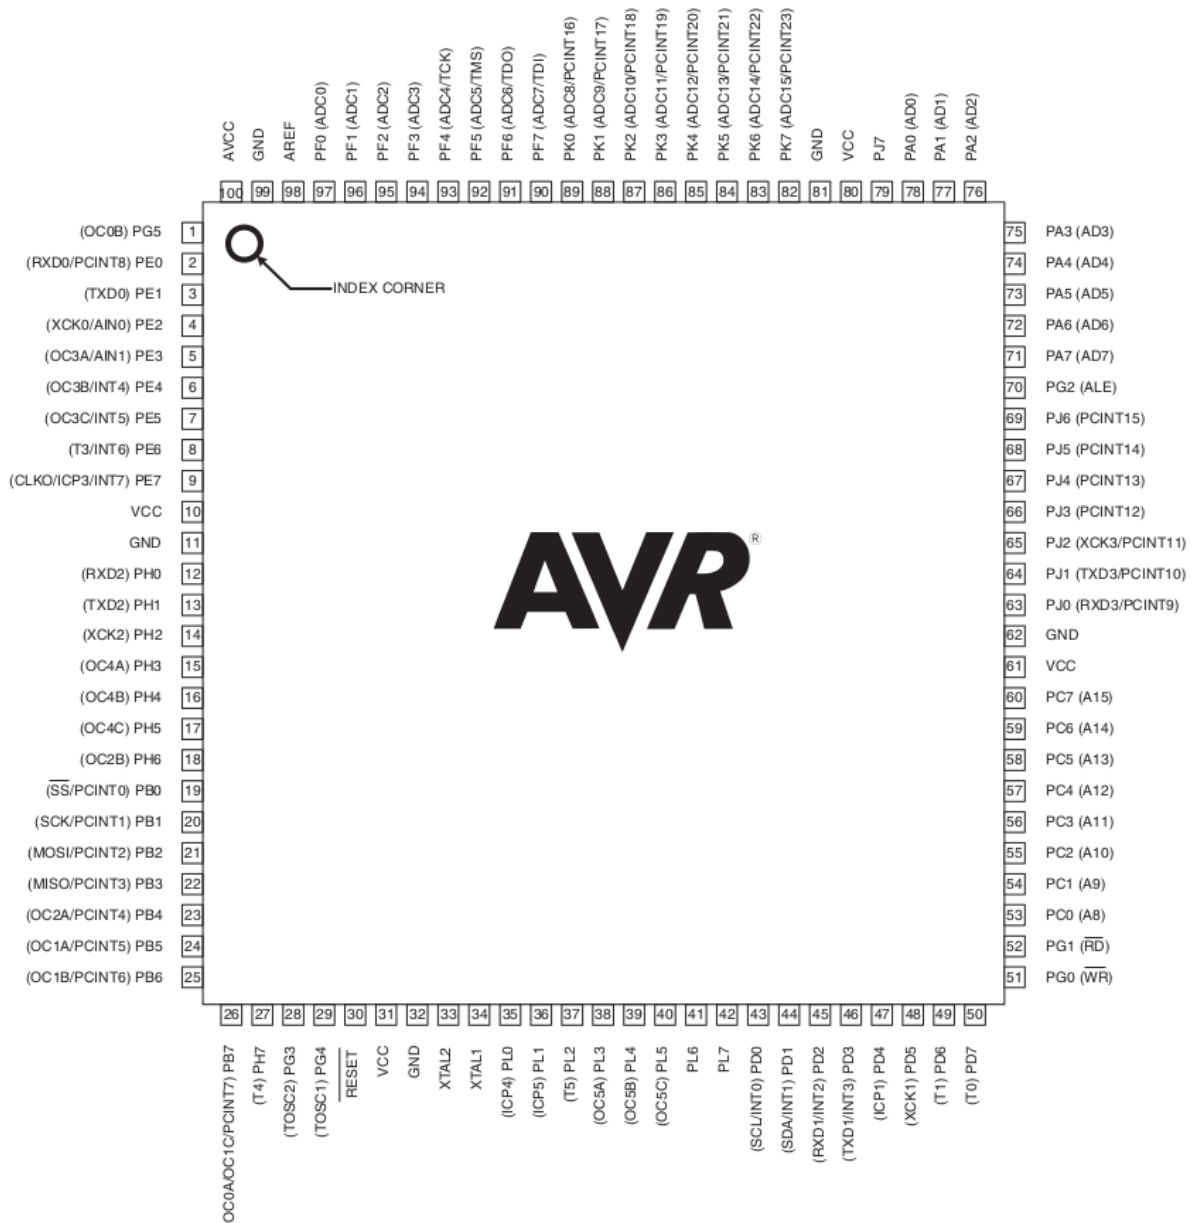 AVCC
GND
AREF
PF0 (ADC0)
PF1 (ADC1)
PF2 (ADC2)
PF3 (ADC3)
PF4 (ADC4/TCK)
PF5 (ADC5/TMS)
PF6 (ADC6/TDO)
PF7 (ADC7/TDI)
PK0 (ADC8/PCINT16)
PK1 (ADC9/PCINT17)
PK2 (ADC10/PCINT18)
PK3 (ADC11/PCINT19)
PK4 (ADC12/PCINT20)
PK5 (ADC13/PCINT21)
PK6 (ADC14/PCINT22)
PK7 (ADC15/PCINT23)
GND
VCC
PJ7
PA0 (AD0)
PA1 (AD1)
PA2 (AD2)
100 99 98 97 96 95 94 93 92 91 90 89 88 87 86 85 84 83 82 81 80 79 78 77 76
(OC0B) PG5 1
(RXD0/PCINT8) PE0 2
(TXD0) PE1 3
(XCK0/AIN0) PE2 4
(OC3A/AIN1) PE3 5
(OC3B/INT4) PE4 6
(OC3C/INT5) PE5 7
(T3/INT6) PE6 8
(CLKO/ICP3/INT7) PE7 9
VCC 10
GND 11
(RXD2) PH0 12
(TXD2) PH1 13
(XCK2) PH2 14
(OC4A) PH3 15
(OC4B) PH4 16
(OC4C) PH5 17
(OC2B) PH6 18
(SS/PCINT0) PB0 19
(SCK/PCINT1) PB1 20
(MOSI/PCINT2) PB2 21
(MISO/PCINT3) PB3 22
(OC2A/PCINT4) PB4 23
(OC1A/PCINT5) PB5 24
(OC1B/PCINT6) PB6 25
INDEX CORNER
AVR®
75 PA3 (AD3)
74 PA4 (AD4)
73 PA5 (AD5)
72 PA6 (AD6)
71 PA7 (AD7)
70 PG2 (ALE)
69 PJ6 (PCINT15)
68 PJ5 (PCINT14)
67 PJ4 (PCINT13)
66 PJ3 (PCINT12)
65 PJ2 (XCK3/PCINT11)
64 PJ1 (TXD3/PCINT10)
63 PJ0 (RXD3/PCINT9)
62 GND
61 VCC
60 PC7 (A15)
59 PC6 (A14)
58 PC5 (A13)
57 PC4 (A12)
56 PC3 (A11)
55 PC2 (A10)
54 PC1 (A9)
53 PC0 (A8)
52 PG1 (RD)
51 PG0 (WR)
26 27 28 29 30 31 32 33 34 35 36 37 38 39 40 41 42 43 44 45 46 47 48 49 50
OC0A/OC1C/PCINT7) PB7
(T4) PH7
(TOSC2) PG3
(TOSC1) PG4
RESET
VCC
GND
XTAL2
XTAL1
(ICP4) PL0
(ICP5) PL1
(T5) PL2
(OC5A) PL3
(OC5B) PL4
(OC5C) PL5
PL6
PL7
(SCL/INT0) PD0
(SDA/INT1) PD1
(RXD1/INT2) PD2
(TXD1/INT3) PD3
(ICP1) PD4
(XCK1) PD5
(T1) PD6
(T0) PD7